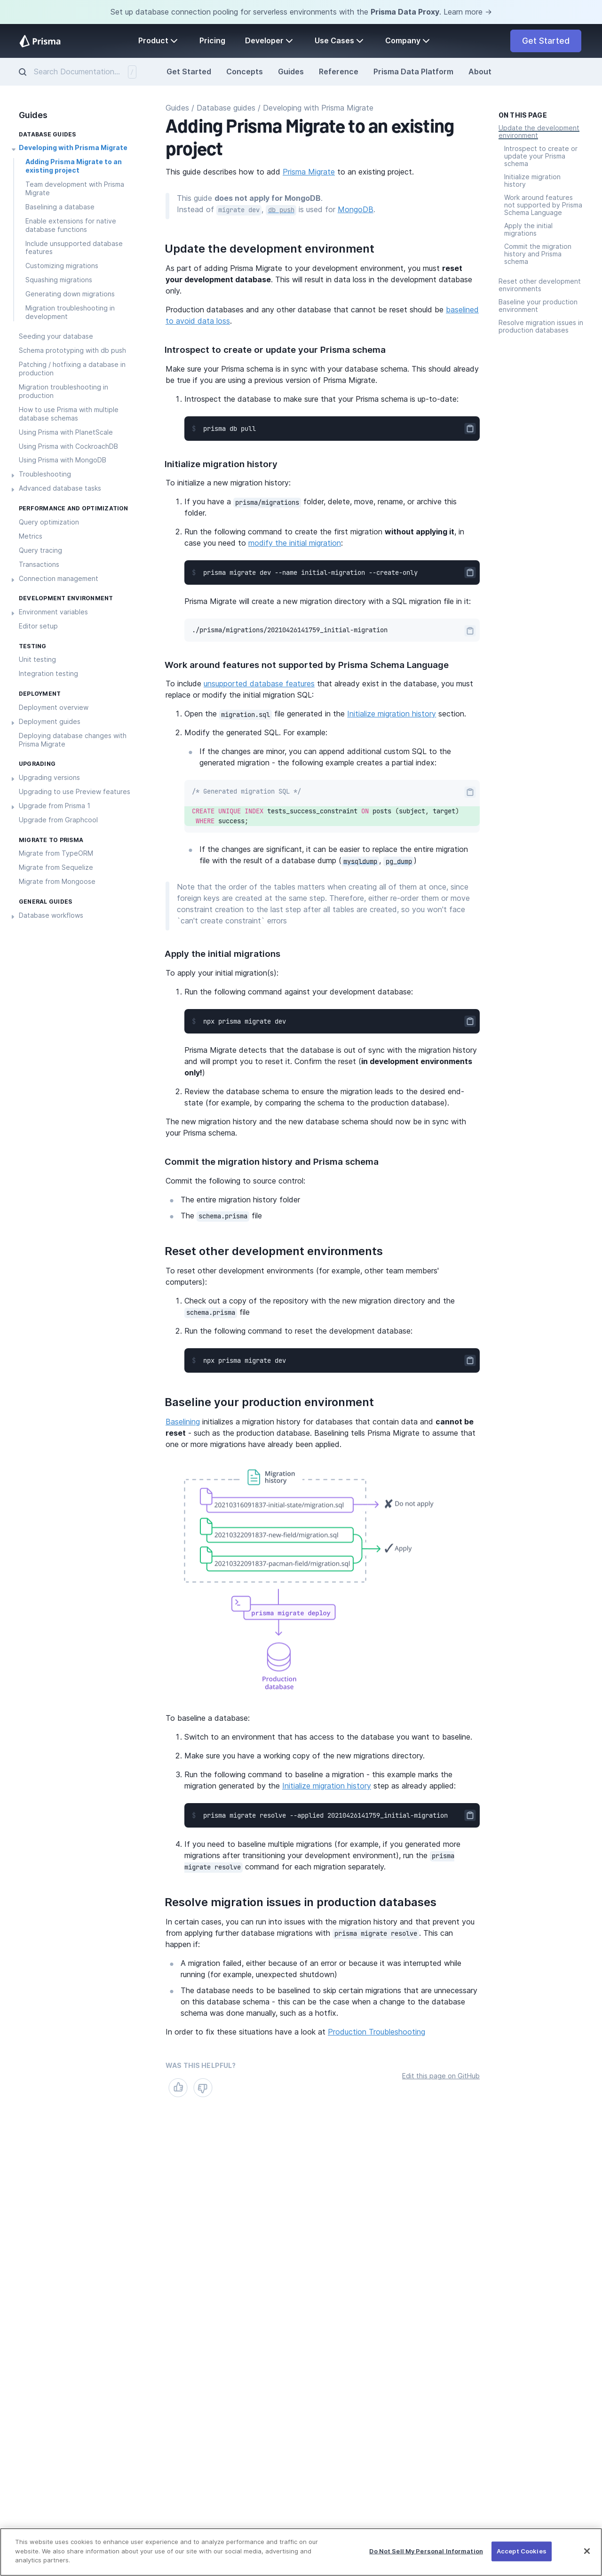 Set up database connection pooling for serverless environments with the Prisma Data Proxy. Learn more →
Prisma
Product
Pricing
Developer
Use Cases
Company
Get Started
Search Documentation... /
Get Started
Concepts
Guides
Reference
Prisma Data Platform
About
Guides
DATABASE GUIDES
Developing with Prisma Migrate
Adding Prisma Migrate to an
existing project
Team development with Prisma
Migrate
Baselining a database
Enable extensions for native
database functions
Include unsupported database
features
Customizing migrations
Squashing migrations
Generating down migrations
Migration troubleshooting in
development
Seeding your database
Schema prototyping with db push
Patching / hotfixing a database in
production
Migration troubleshooting in
production
How to use Prisma with multiple
database schemas
Using Prisma with PlanetScale
Using Prisma with CockroachDB
Using Prisma with MongoDB
Troubleshooting
Advanced database tasks
PERFORMANCE AND OPTIMIZATION
Query optimization
Metrics
Query tracing
Transactions
Connection management
DEVELOPMENT ENVIRONMENT
Environment variables
Editor setup
TESTING
Unit testing
Integration testing
DEPLOYMENT
Deployment overview
Deployment guides
Deploying database changes with
Prisma Migrate
UPGRADING
Upgrading versions
Upgrading to use Preview features
Upgrade from Prisma 1
Upgrade from Graphcool
MIGRATE TO PRISMA
Migrate from TypeORM
Migrate from Sequelize
Migrate from Mongoose
GENERAL GUIDES
Database workflows
Guides / Database guides / Developing with Prisma Migrate
Adding Prisma Migrate to an existing
project
This guide describes how to add Prisma Migrate to an existing project.
This guide does not apply for MongoDB.
Instead of migrate dev, db push is used for MongoDB.
Update the development environment
As part of adding Prisma Migrate to your development environment, you must reset
your development database. This will result in data loss in the development database
only.
Production databases and any other database that cannot be reset should be baselined
to avoid data loss.
Introspect to create or update your Prisma schema
Make sure your Prisma schema is in sync with your database schema. This should already
be true if you are using a previous version of Prisma Migrate.
1. Introspect the database to make sure that your Prisma schema is up-to-date:
$ prisma db pull
Initialize migration history
To initialize a new migration history:
1. If you have a prisma/migrations folder, delete, move, rename, or archive this
folder.
2. Run the following command to create the first migration without applying it, in
case you need to modify the initial migration:
$ prisma migrate dev --name initial-migration --create-only
Prisma Migrate will create a new migration directory with a SQL migration file in it:
./prisma/migrations/20210426141759_initial-migration
Work around features not supported by Prisma Schema Language
To include unsupported database features that already exist in the database, you must
replace or modify the initial migration SQL:
1. Open the migration.sql file generated in the Initialize migration history section.
2. Modify the generated SQL. For example:
If the changes are minor, you can append additional custom SQL to the
generated migration - the following example creates a partial index:
/* Generated migration SQL */
CREATE UNIQUE INDEX tests_success_constraint ON posts (subject, target)
WHERE success;
If the changes are significant, it can be easier to replace the entire migration
file with the result of a database dump (mysqldump, pg_dump)
Note that the order of the tables matters when creating all of them at once, since
foreign keys are created at the same step. Therefore, either re-order them or move
constraint creation to the last step after all tables are created, so you won't face
`can't create constraint` errors
Apply the initial migrations
To apply your initial migration(s):
1. Run the following command against your development database:
$ npx prisma migrate dev
Prisma Migrate detects that the database is out of sync with the migration history
and will prompt you to reset it. Confirm the reset (in development environments
only!)
2. Review the database schema to ensure the migration leads to the desired end-
state (for example, by comparing the schema to the production database).
The new migration history and the new database schema should now be in sync with
your Prisma schema.
Commit the migration history and Prisma schema
Commit the following to source control:
The entire migration history folder
The schema.prisma file
Reset other development environments
To reset other development environments (for example, other team members'
computers):
1. Check out a copy of the repository with the new migration directory and the
schema.prisma file
2. Run the following command to reset the development database:
$ npx prisma migrate dev
Baseline your production environment
Baselining initializes a migration history for databases that contain data and cannot be
reset - such as the production database. Baselining tells Prisma Migrate to assume that
one or more migrations have already been applied.
Migration
history
20210316091837-initial-state/migration.sql
✘ Do not apply
20210322091837-new-field/migration.sql
✓ Apply
20210322091837-pacman-field/migration.sql
prisma migrate deploy
Production
database
To baseline a database:
1. Switch to an environment that has access to the database you want to baseline.
2. Make sure you have a working copy of the new migrations directory.
3. Run the following command to baseline a migration - this example marks the
migration generated by the Initialize migration history step as already applied:
$ prisma migrate resolve --applied 20210426141759_initial-migration
4. If you need to baseline multiple migrations (for example, if you generated more
migrations after transitioning your development environment), run the prisma
migrate resolve command for each migration separately.
Resolve migration issues in production databases
In certain cases, you can run into issues with the migration history and that prevent you
from applying further database migrations with prisma migrate resolve. This can
happen if:
A migration failed, either because of an error or because it was interrupted while
running (for example, unexpected shutdown)
The database needs to be baselined to skip certain migrations that are unnecessary
on this database schema - this can be the case when a change to the database
schema was done manually, such as a hotfix.
In order to fix these situations have a look at Production Troubleshooting
WAS THIS HELPFUL?
Edit this page on GitHub
ON THIS PAGE
Update the development
environment
Introspect to create or
update your Prisma
schema
Initialize migration
history
Work around features
not supported by Prisma
Schema Language
Apply the initial
migrations
Commit the migration
history and Prisma
schema
Reset other development
environments
Baseline your production
environment
Resolve migration issues in
production databases
This website uses cookies to enhance user experience and to analyze performance and traffic on our
website. We also share information about your use of our site with our social media, advertising and
analytics partners.
Do Not Sell My Personal Information
Accept Cookies